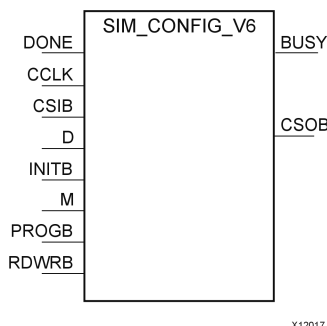 SIM_CONFIG_V6
DONE
BUSY
CCLK
CSIB
CSOB
D
INITB
M
PROGB
RDWRB
X12017